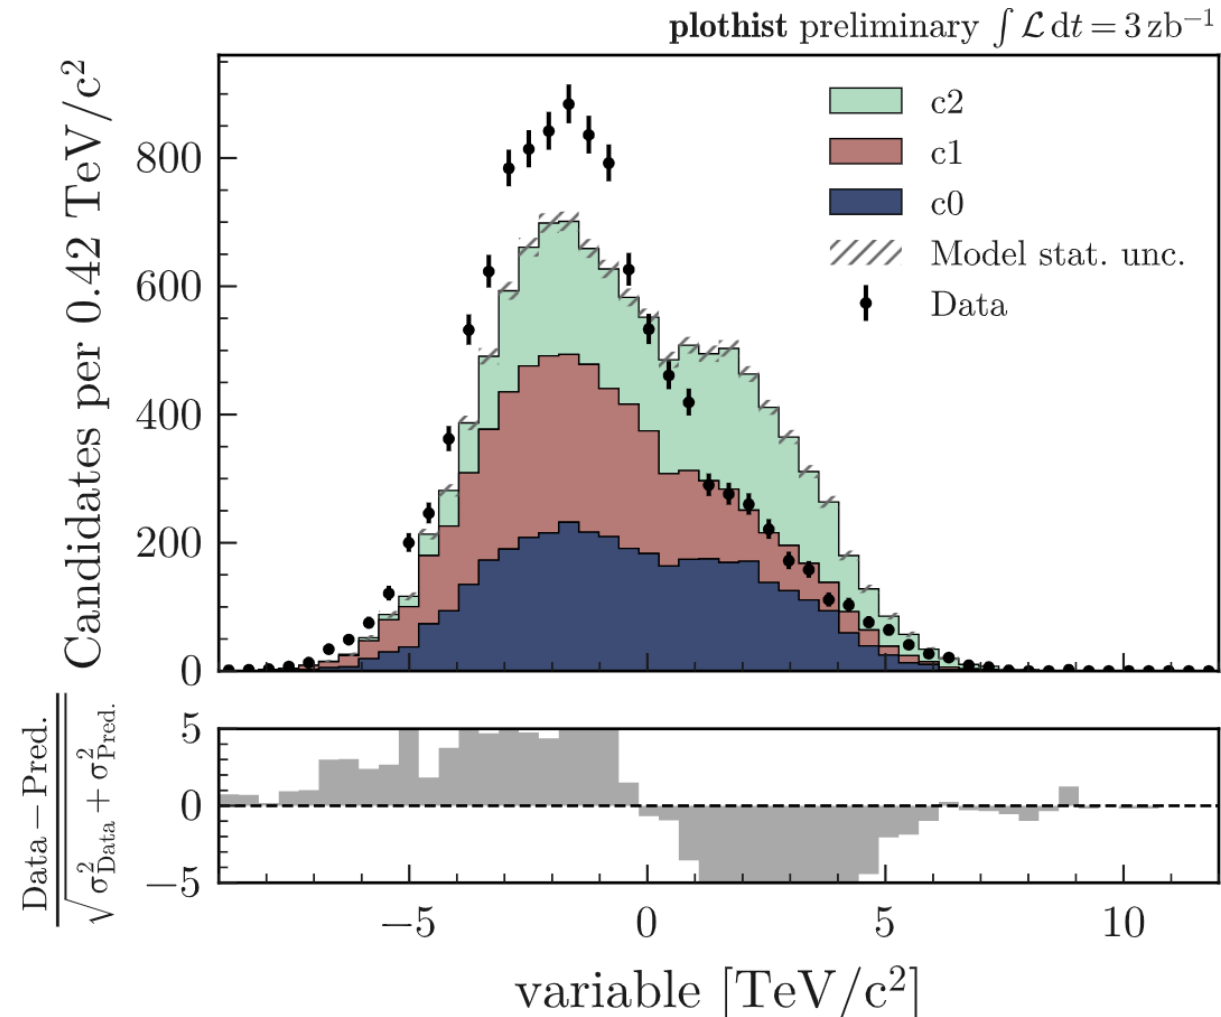 plothist preliminary ∫ ℒ dt = 3 zb⁻¹
Candidates per 0.42 TeV/c²
800
600
400
200
0
c2
c1
c0
Model stat. unc.
Data
Data − Pred.
√σ²Data + σ²Pred.
5
0
−5
−5 0 5 10
variable [TeV/c²]